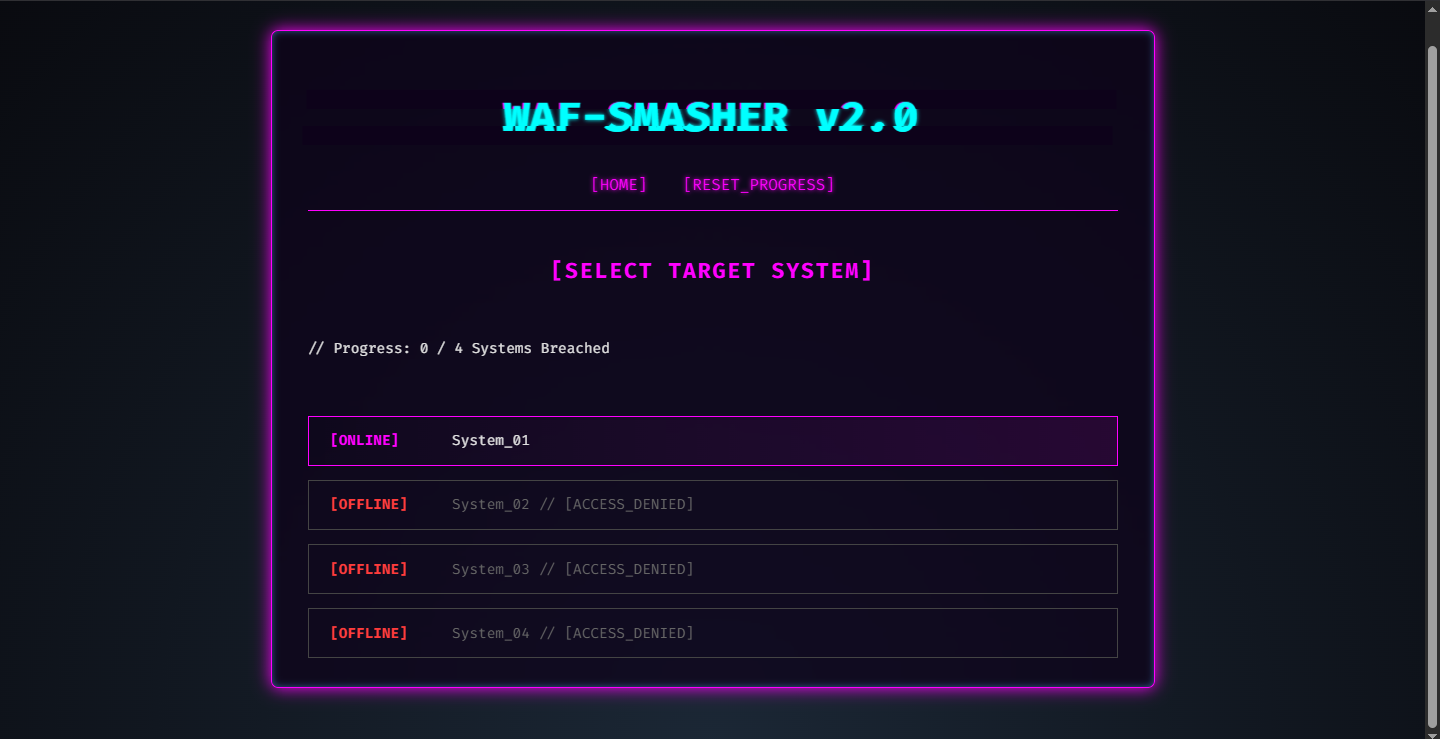 WAF-SMASHER v2.0
[HOME] [RESET_PROGRESS]
[SELECT TARGET SYSTEM]
// Progress: 0 / 4 Systems Breached
[ONLINE] System_01
[OFFLINE] System_02 // [ACCESS_DENIED]
[OFFLINE] System_03 // [ACCESS_DENIED]
[OFFLINE] System_04 // [ACCESS_DENIED]